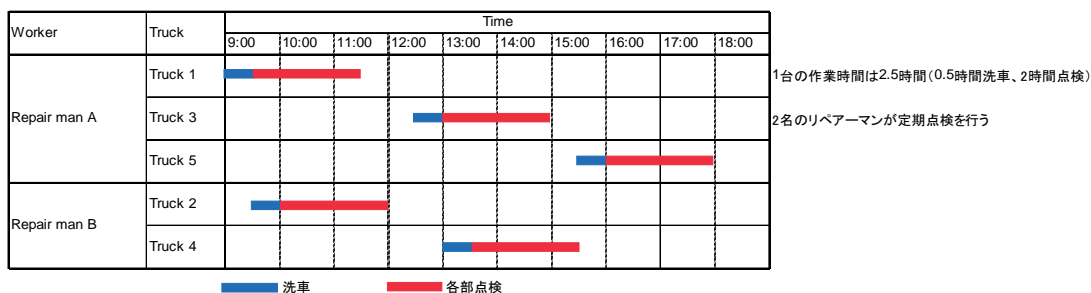 Worker Truck Time
9:00 10:00 11:00 12:00 13:00 14:00 15:00 16:00 17:00 18:00
Repair man A
Truck 1
Truck 3
Truck 5
Repair man B
Truck 2
Truck 4
1台の作業時間は2.5時間(0.5時間洗車、2時間点検)
2名のリペアーマンが定期点検を行う
洗車 各部点検